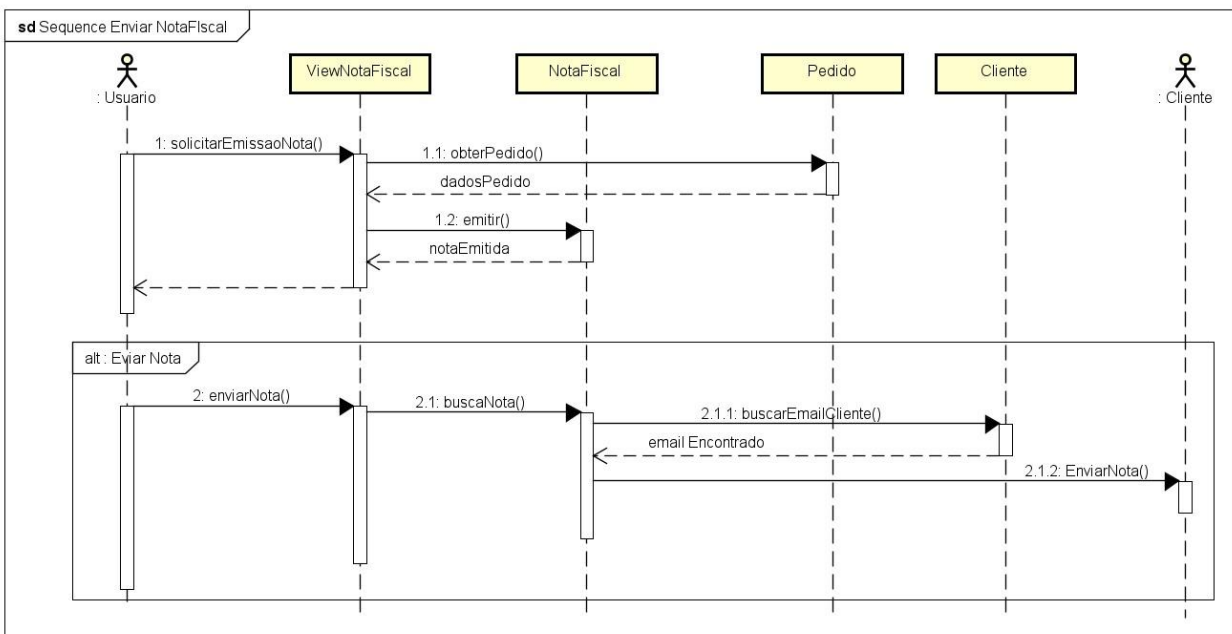 sd Sequence Enviar NotaFIscal
: Usuario
ViewNotaFiscal
NotaFiscal
Pedido
Cliente
: Cliente
1: solicitarEmissaoNota()
1.1: obterPedido()
dadosPedido
1.2: emitir()
notaEmitida
alt : Eviar Nota
2: enviarNota()
2.1: buscaNota()
2.1.1: buscarEmailCliente()
email Encontrado
2.1.2: EnviarNota()